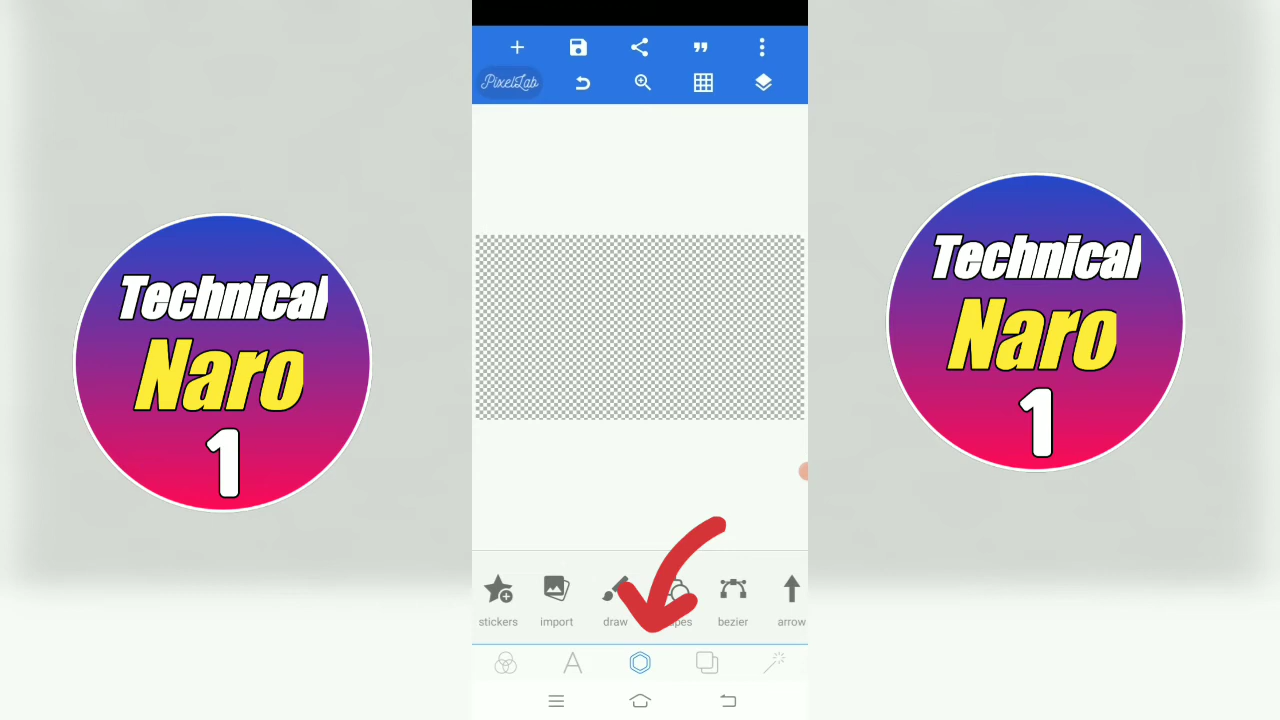 PixelLab
Technical
Naro
1
Technical
Naro
1
stickers
import
draw
bezier
arrow